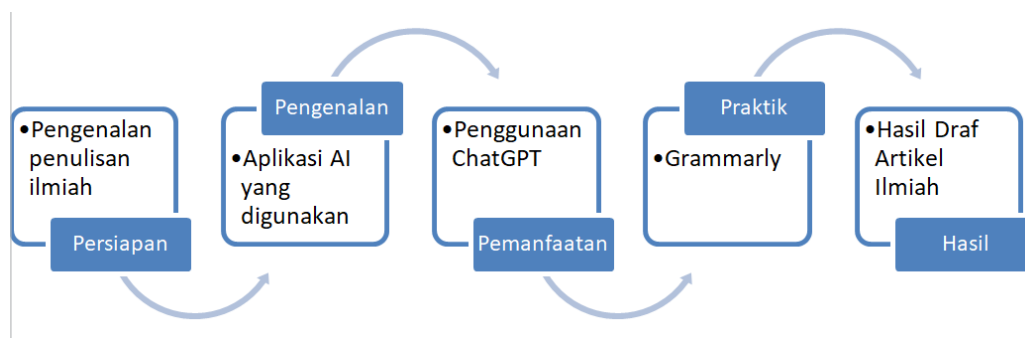 •Pengenalan
penulisan
ilmiah
Persiapan
Pengenalan
•Aplikasi AI
yang
digunakan
•Penggunaan
ChatGPT
Pemanfaatan
Praktik
•Grammarly
•Hasil Draf
Artikel
Ilmiah
Hasil